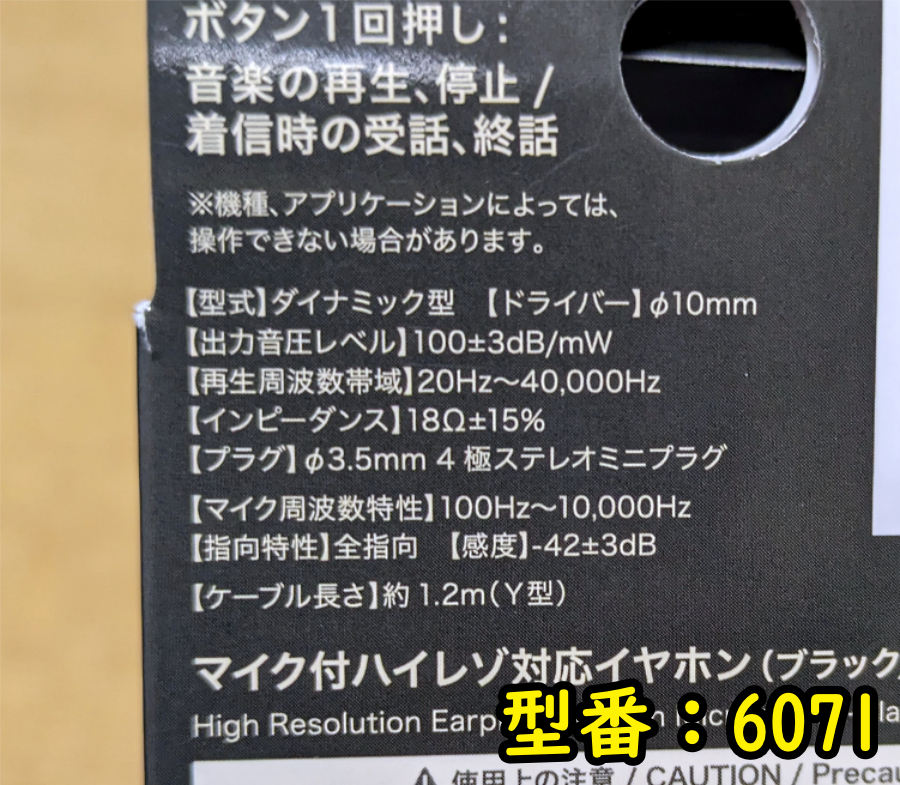 ボタン1回押し:
音楽の再生、停止 /
着信時の受話、終話
※機種、アプリケーションによっては、
操作できない場合があります。
【型式】ダイナミック型 【ドライバー】φ10mm
【出力音圧レベル】100±3dB/mW
【再生周波数帯域】20Hz～40,000Hz
【インピーダンス】18Ω±15%
【プラグ】φ3.5mm 4 極ステレオミニプラグ
【マイク周波数特性】100Hz～10,000Hz
【指向特性】全指向 【感度】-42±3dB
【ケーブル長さ】約 1.2m（Y型）
マイク付ハイレゾ対応イヤホン（ブラック
High Resolution
型番：6071
⚠ 使用上の注意 / CAUTION /